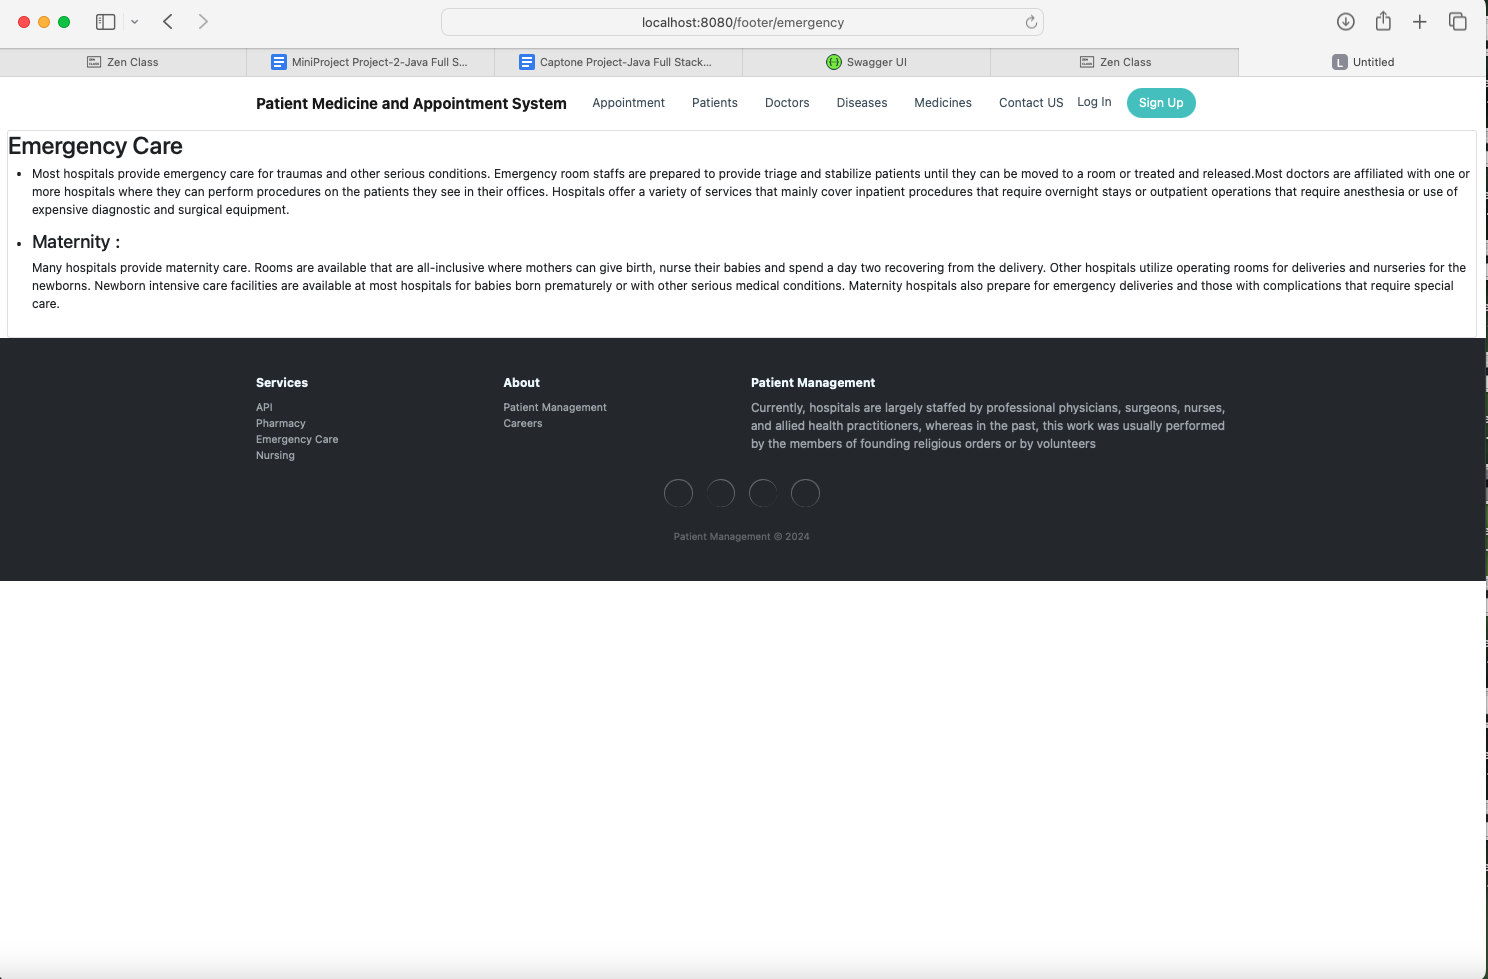 localhost:8080/footer/emergency
Zen Class
MiniProject Project-2-Java Full S...
Captone Project-Java Full Stack...
Swagger UI
Zen Class
L Untitled
Patient Medicine and Appointment System
Appointment
Patients
Doctors
Diseases
Medicines
Contact US
Log In
Sign Up
Emergency Care
• Most hospitals provide emergency care for traumas and other serious conditions. Emergency room staffs are prepared to provide triage and stabilize patients until they can be moved to a room or treated and released.Most doctors are affiliated with one or
more hospitals where they can perform procedures on the patients they see in their offices. Hospitals offer a variety of services that mainly cover inpatient procedures that require overnight stays or outpatient operations that require anesthesia or use of
expensive diagnostic and surgical equipment.
• Maternity :
Many hospitals provide maternity care. Rooms are available that are all-inclusive where mothers can give birth, nurse their babies and spend a day two recovering from the delivery. Other hospitals utilize operating rooms for deliveries and nurseries for the
newborns. Newborn intensive care facilities are available at most hospitals for babies born prematurely or with other serious medical conditions. Maternity hospitals also prepare for emergency deliveries and those with complications that require special
care.
Services
API
Pharmacy
Emergency Care
Nursing
About
Patient Management
Careers
Patient Management
Currently, hospitals are largely staffed by professional physicians, surgeons, nurses,
and allied health practitioners, whereas in the past, this work was usually performed
by the members of founding religious orders or by volunteers
Patient Management © 2024